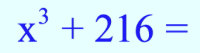 x³ + 216 =